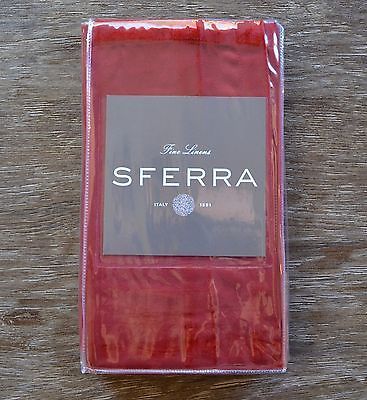 Fine Linens
SFERRA
ITALY 1891